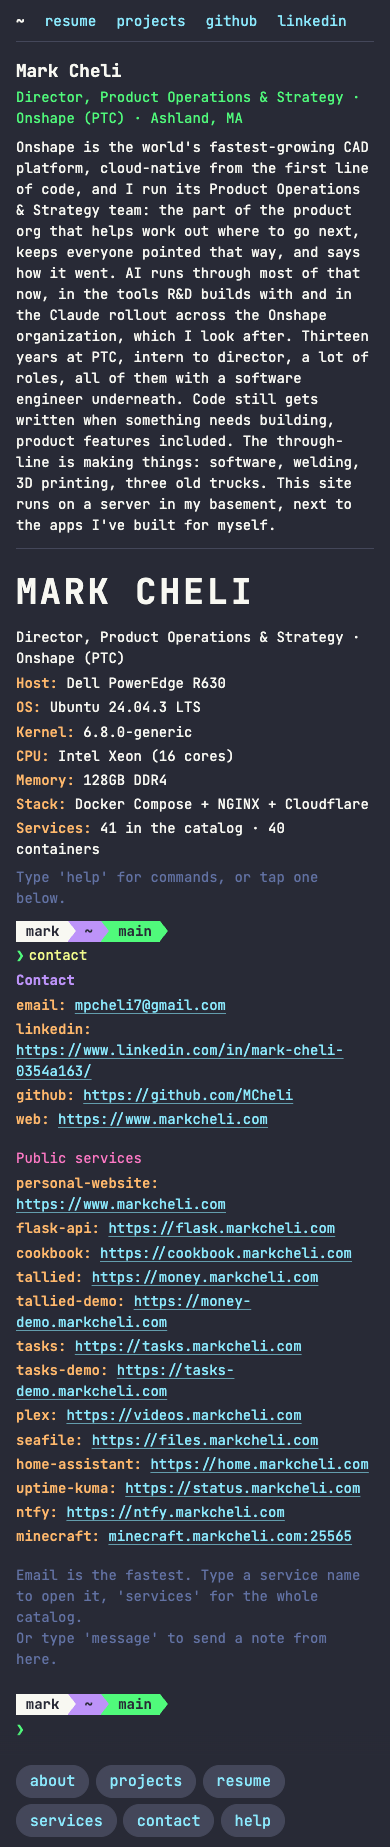 ~ resume projects github linkedin
Mark Cheli
Director, Product Operations & Strategy ·
Onshape (PTC) · Ashland, MA
Onshape is the world's fastest-growing CAD
platform, cloud-native from the first line
of code, and I run its Product Operations
& Strategy team: the part of the product
org that helps work out where to go next,
keeps everyone pointed that way, and says
how it went. AI runs through most of that
now, in the tools R&D builds with and in
the Claude rollout across the Onshape
organization, which I look after. Thirteen
years at PTC, intern to director, a lot of
roles, all of them with a software
engineer underneath. Code still gets
written when something needs building,
product features included. The through-
line is making things: software, welding,
3D printing, three old trucks. This site
runs on a server in my basement, next to
the apps I've built for myself.
MARK CHELI
Director, Product Operations & Strategy ·
Onshape (PTC)
Host: Dell PowerEdge R630
OS: Ubuntu 24.04.3 LTS
Kernel: 6.8.0-generic
CPU: Intel Xeon (16 cores)
Memory: 128GB DDR4
Stack: Docker Compose + NGINX + Cloudflare
Services: 41 in the catalog · 40
containers
Type 'help' for commands, or tap one
below.
mark ~ main
❯ contact
Contact
email: mpcheli7@gmail.com
linkedin:
https://www.linkedin.com/in/mark-cheli-
0354a163/
github: https://github.com/MCheli
web: https://www.markcheli.com
Public services
personal-website:
https://www.markcheli.com
flask-api: https://flask.markcheli.com
cookbook: https://cookbook.markcheli.com
tallied: https://money.markcheli.com
tallied-demo: https://money-
demo.markcheli.com
tasks: https://tasks.markcheli.com
tasks-demo: https://tasks-
demo.markcheli.com
plex: https://videos.markcheli.com
seafile: https://files.markcheli.com
home-assistant: https://home.markcheli.com
uptime-kuma: https://status.markcheli.com
ntfy: https://ntfy.markcheli.com
minecraft: minecraft.markcheli.com:25565
Email is the fastest. Type a service name
to open it, 'services' for the whole
catalog.
Or type 'message' to send a note from
here.
mark ~ main
❯
about projects resume
services contact help